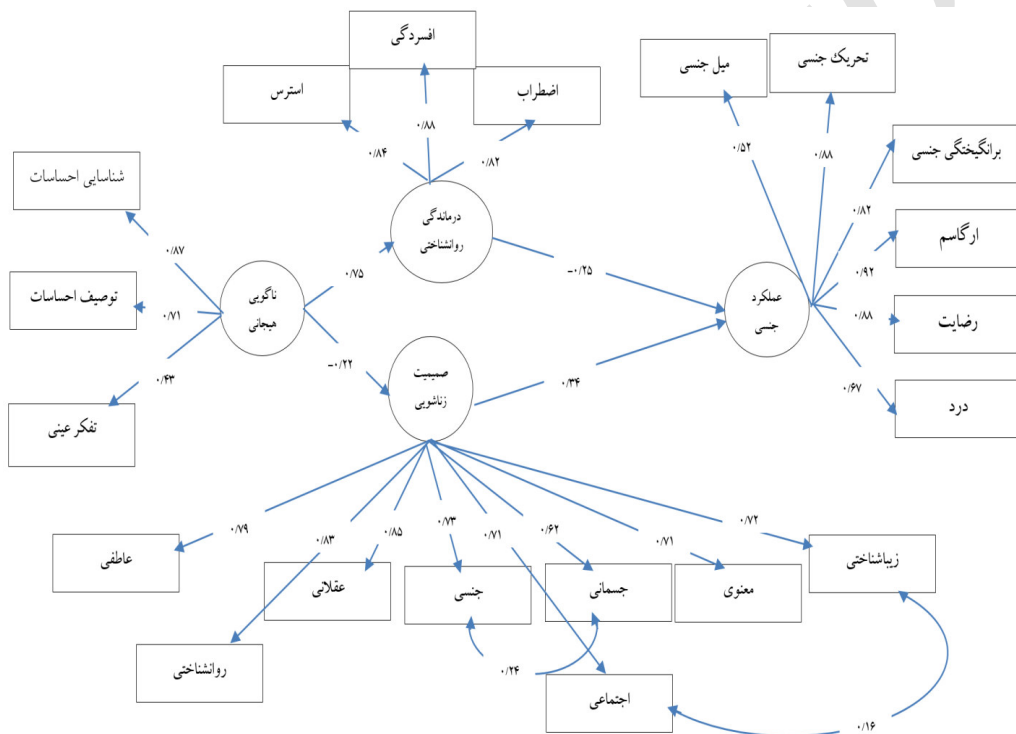 افسردگی
استرس
اضطراب
میل جنسی
تحریک جنسی
برانگیختگی جنسی
ارگاسم
رضایت
درد
شناسایی احساسات
توصیف احساسات
تفکر عینی
ناگویی
هیجانی
درماندگی
روانشناختی
صمیمیت
زناشویی
عملکرد
جنسی
عاطفی
روانشناختی
عقلانی
جنسی
جسمانی
اجتماعی
معنوی
زیباشناختی
۰/۸۴
۰/۸۸
۰/۸۲
۰/۵۲
۰/۸۸
۰/۸۲
۰/۹۲
۰/۸۸
۰/۶۷
۰/۸۷
۰/۷۱
۰/۴۳
۰/۷۵
-۰/۲۲
-۰/۲۵
۰/۳۴
۰/۷۹
۰/۸۳
۰/۸۵
۰/۷۳
۰/۷۱
۰/۶۲
۰/۷۱
۰/۷۲
۰/۲۴
۰/۱۶